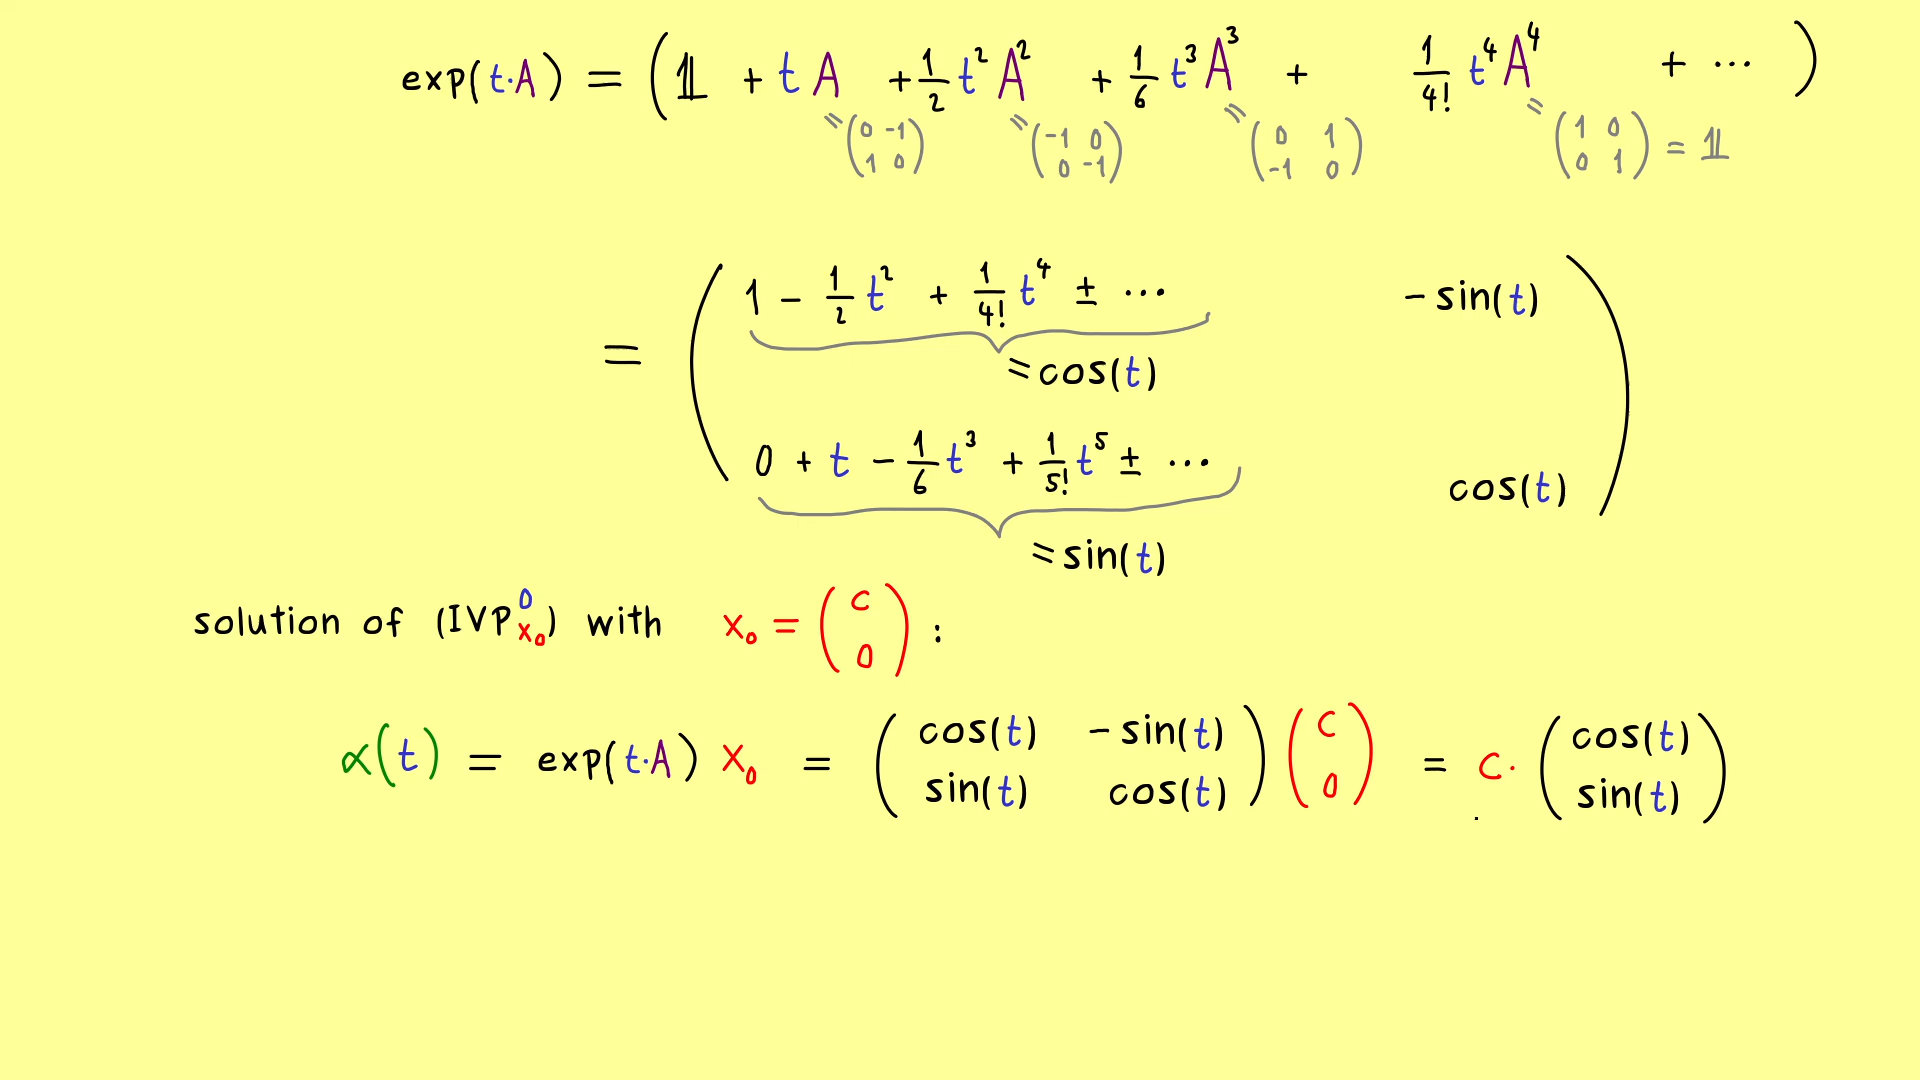 exp(t·A) = (𝟙 + t A + 1/2 t² A² + 1/6 t³ A³ + 1/4! t⁴ A⁴ + ⋯ )
= (0 -1; 1 0) = (-1 0; 0 -1) = (0 1; -1 0) = (1 0; 0 1) = 𝟙
= ( 1 - 1/2 t² + 1/4! t⁴ ± ⋯ - sin(t)
= cos(t)
0 + t - 1/6 t³ + 1/5! t⁵ ± ⋯ cos(t) )
= sin(t)
solution of (IVP⁰ₓ₀) with x₀ = (c; 0) :
α(t) = exp(t·A) x₀ = (cos(t) - sin(t); sin(t) cos(t)) (c; 0) = c · (cos(t); sin(t))